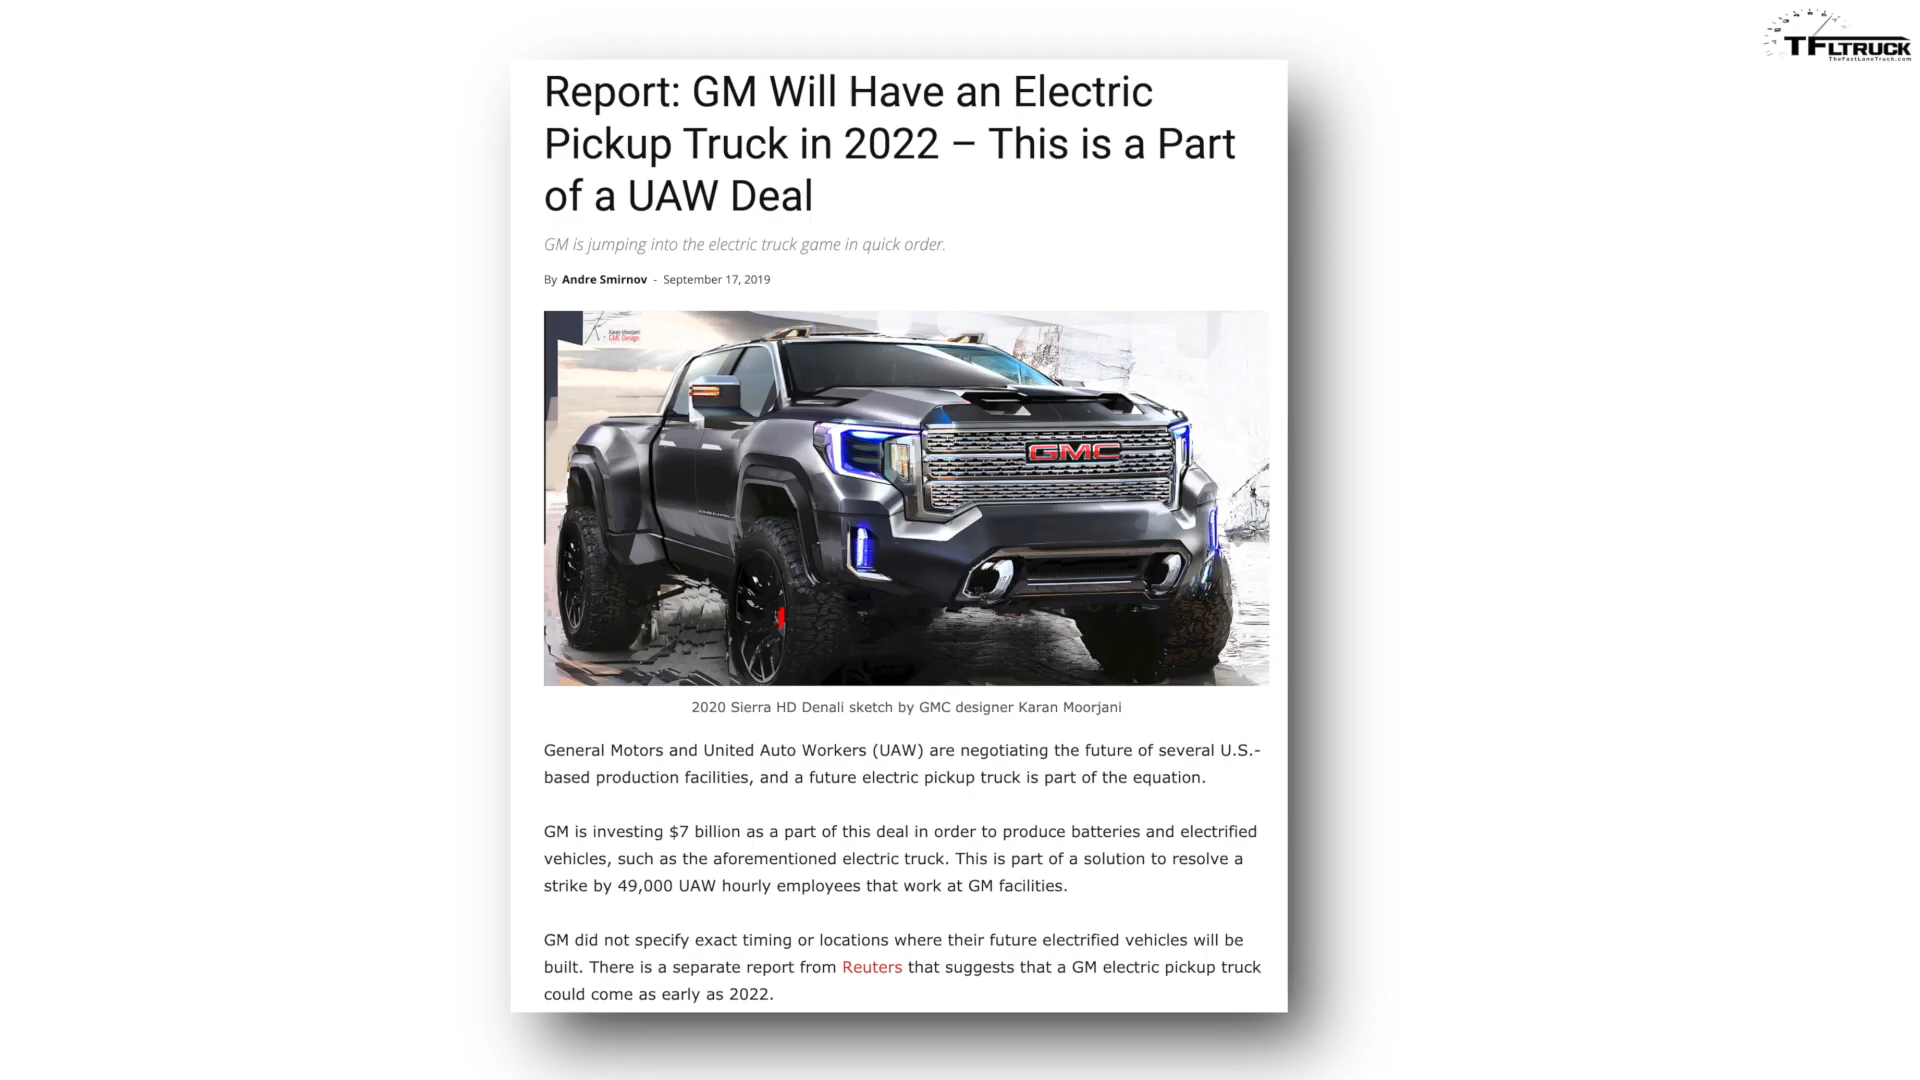 TFLTRUCK
TheFastLaneTruck.com
Report: GM Will Have an Electric
Pickup Truck in 2022 – This is a Part
of a UAW Deal
GM is jumping into the electric truck game in quick order.
By Andre Smirnov - September 17, 2019
Karan Moorjani
GMC Design
GMC
DENALI
2020 Sierra HD Denali sketch by GMC designer Karan Moorjani
General Motors and United Auto Workers (UAW) are negotiating the future of several U.S.-
based production facilities, and a future electric pickup truck is part of the equation.
GM is investing $7 billion as a part of this deal in order to produce batteries and electrified
vehicles, such as the aforementioned electric truck. This is part of a solution to resolve a
strike by 49,000 UAW hourly employees that work at GM facilities.
GM did not specify exact timing or locations where their future electrified vehicles will be
built. There is a separate report from Reuters that suggests that a GM electric pickup truck
could come as early as 2022.